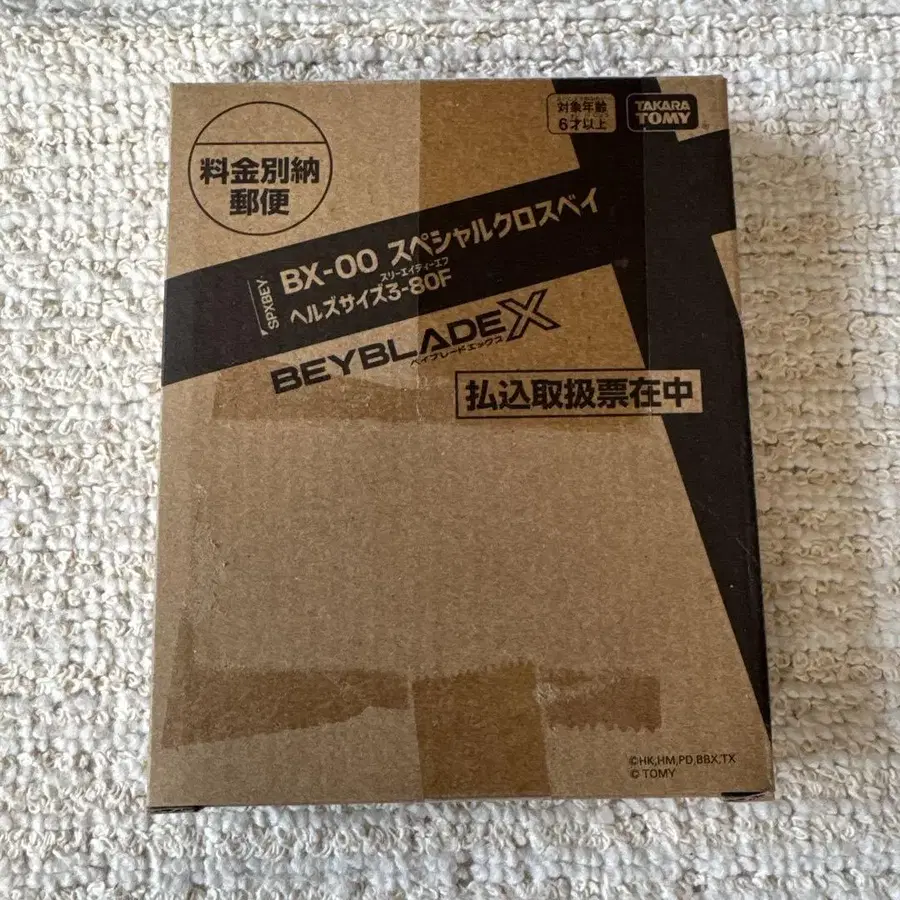 料金別納
郵便
対象年齢
6才以上
TAKARA
TOMY
SPXBEY
BX-00 スペシャルクロスベイ
スリーエイティーエフ
ヘルズサイズ3-80F
BEYBLADE X
ベイブレードエックス
払込取扱票在中
©HK,HM,PD,BBX,TX
© TOMY